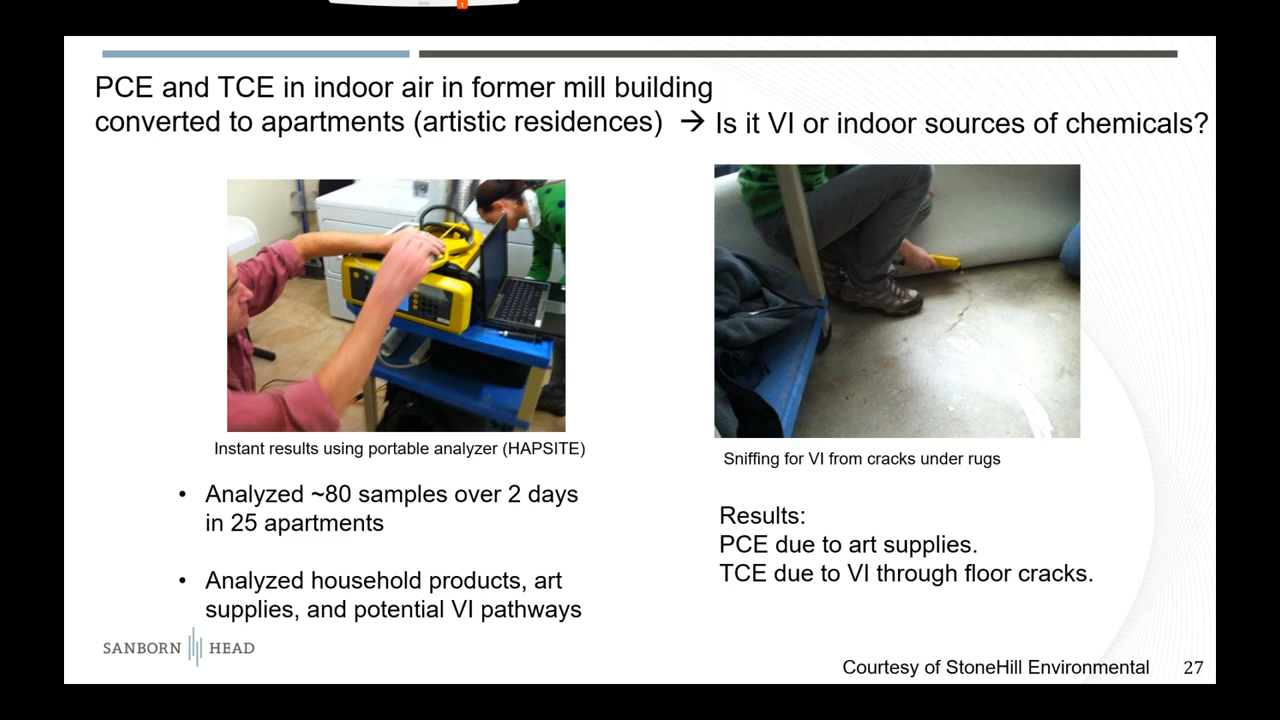 PCE and TCE in indoor air in former mill building
converted to apartments (artistic residences) → Is it VI or indoor sources of chemicals?
Instant results using portable analyzer (HAPSITE)
Sniffing for VI from cracks under rugs
• Analyzed ~80 samples over 2 days
in 25 apartments
• Analyzed household products, art
supplies, and potential VI pathways
Results:
PCE due to art supplies.
TCE due to VI through floor cracks.
SANBORN HEAD
Courtesy of StoneHill Environmental 27